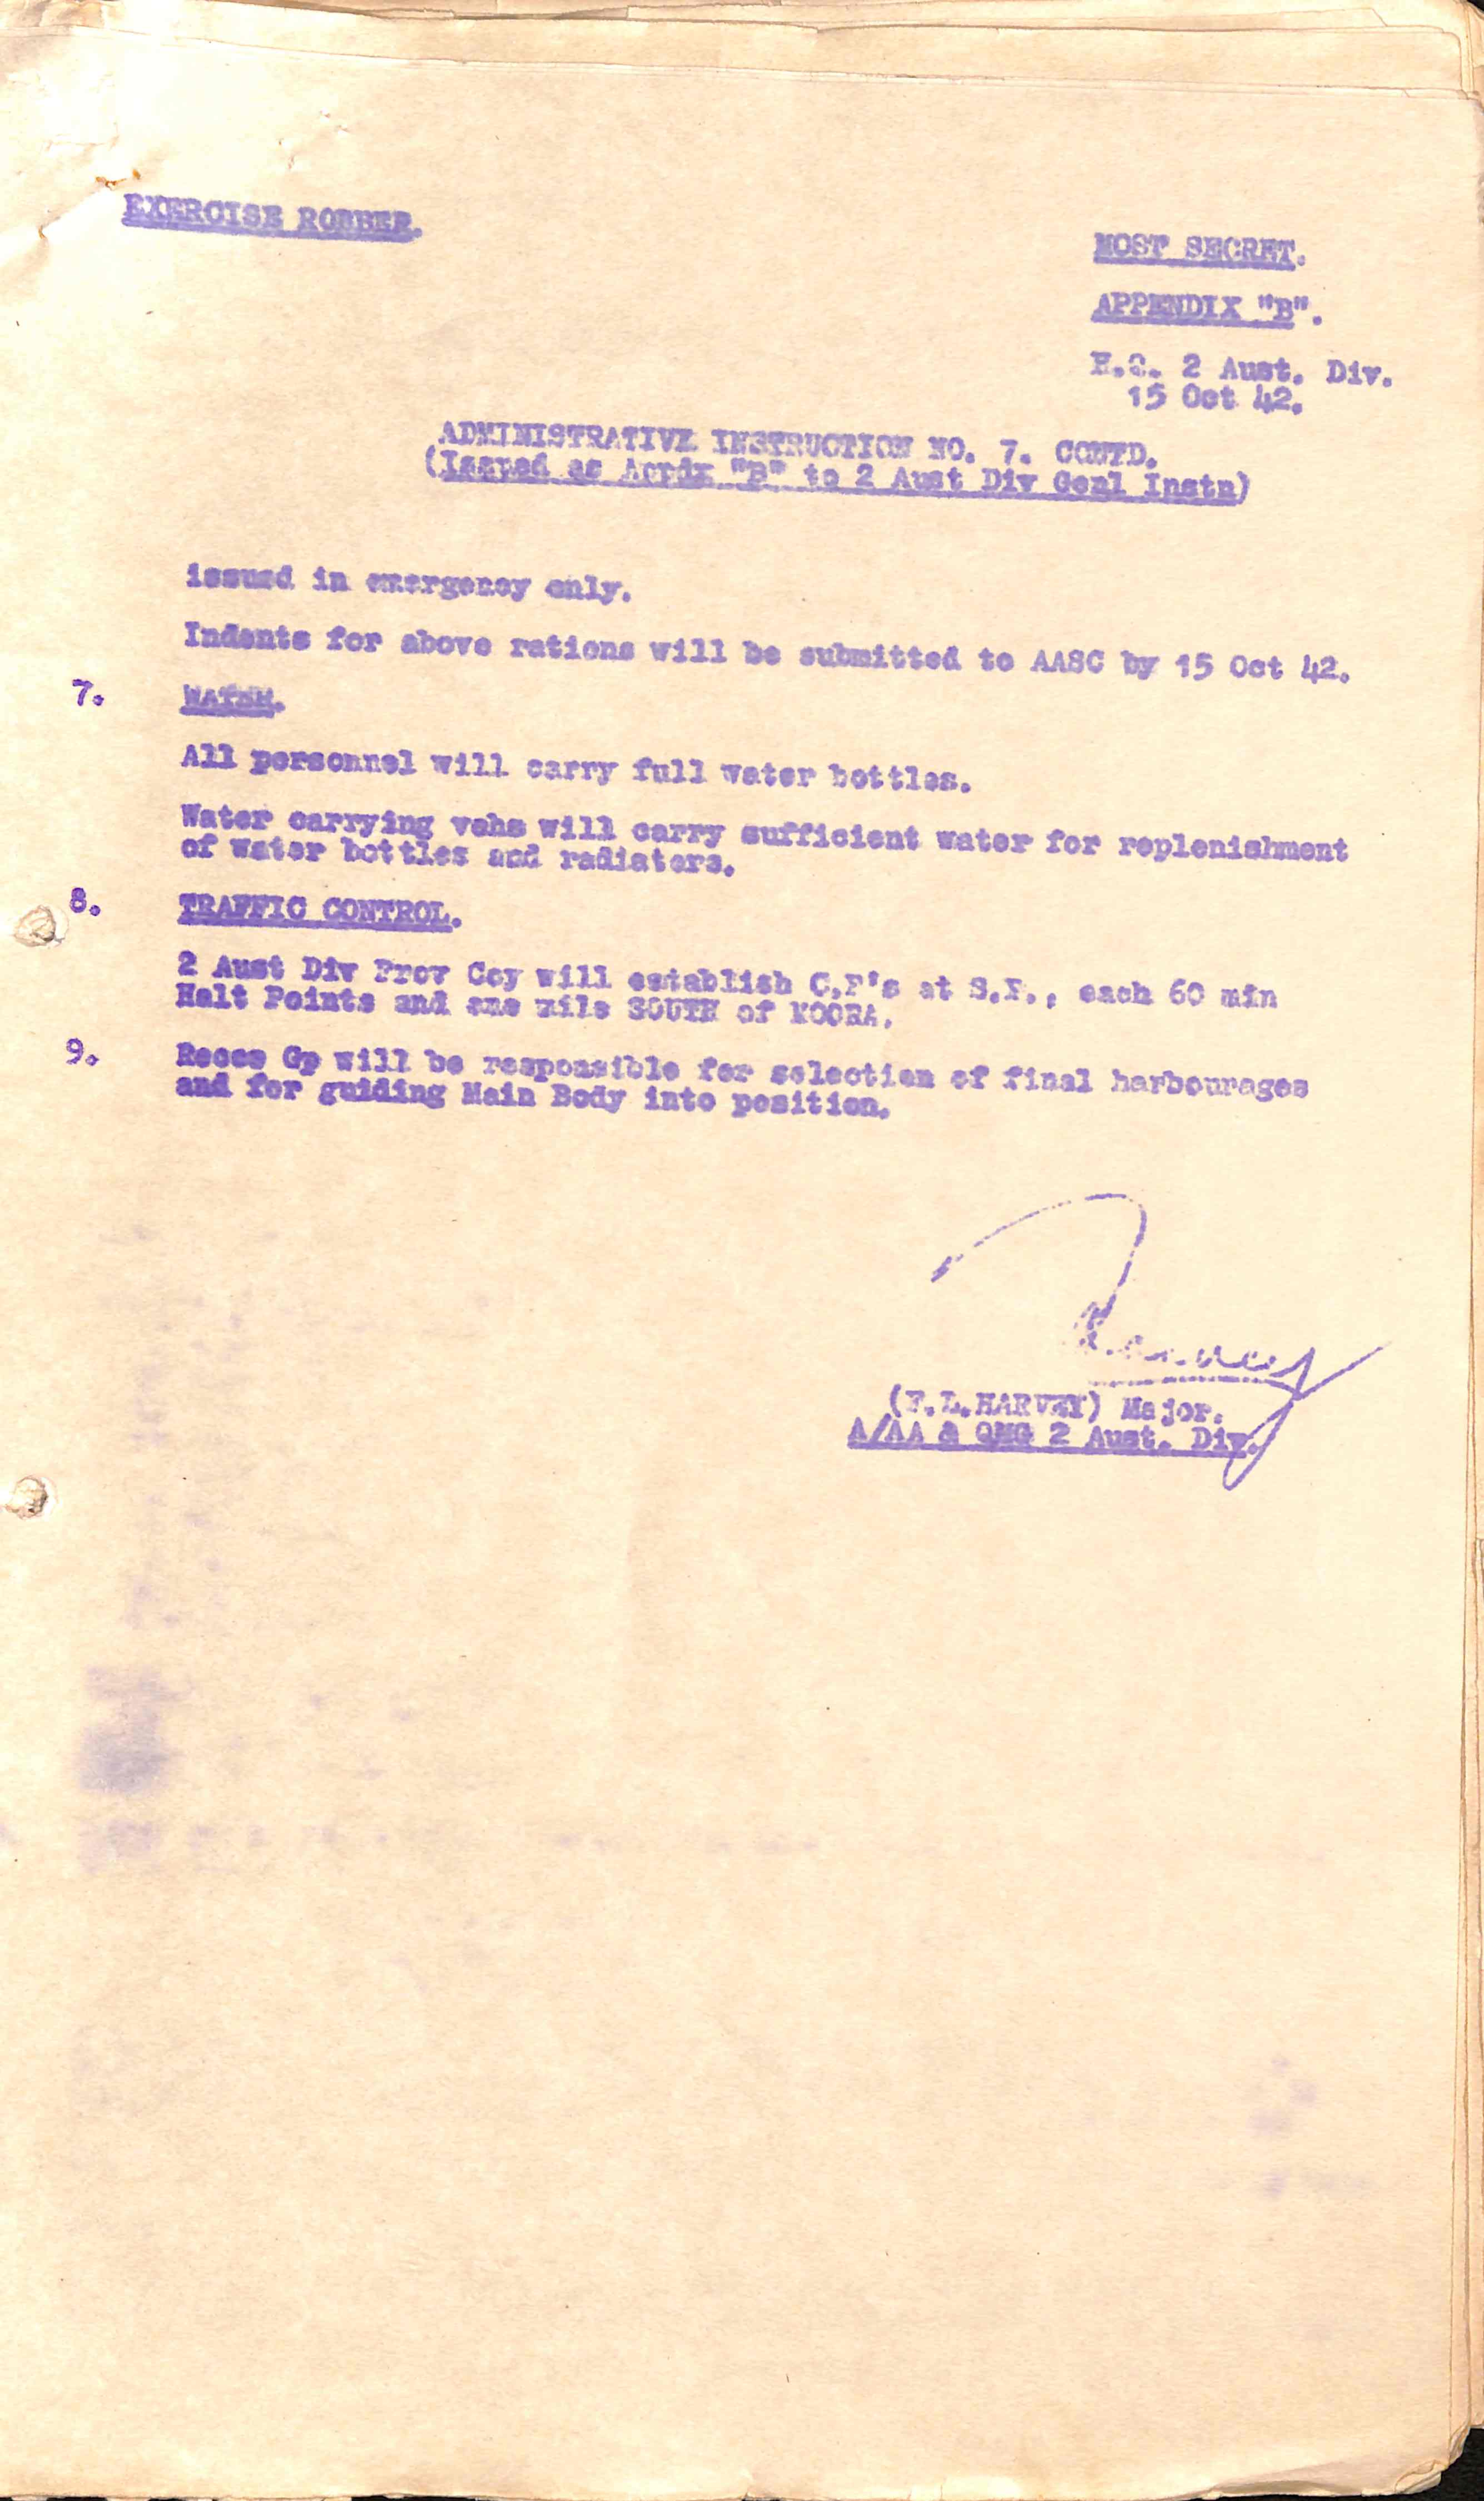 EXERCISE ROBBER.
MOST SECRET.
APPENDIX "B".
H.Q. 2 Aust. Div.
15 Oct 42.
ADMINISTRATIVE INSTRUCTION NO. 7. CONTD.
(Issued as Appdx "B" to 2 Aust Div Genl Instn)
issued in emergency only.
Indents for above rations will be submitted to AASC by 15 Oct 42.
7. WATER.
All personnel will carry full water bottles.
Water carrying vehs will carry sufficient water for replenishment
of water bottles and radiators.
8. TRAFFIC CONTROL.
2 Aust Div Prov Coy will establish C.P's at S.P., each 60 min
Halt Points and one mile SOUTH of MOORA.
9. Recce Gp will be responsible for selection of final harbourages
and for guiding Main Body into position.
Harvey
(F.L.HARVEY) Major.
A/AA & QMG 2 Aust. Div.